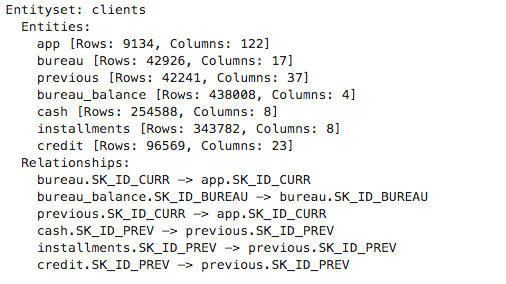 Entityset: clients
  Entities:
    app [Rows: 9134, Columns: 122]
    bureau [Rows: 42926, Columns: 17]
    previous [Rows: 42241, Columns: 37]
    bureau_balance [Rows: 438008, Columns: 4]
    cash [Rows: 254588, Columns: 8]
    installments [Rows: 343782, Columns: 8]
    credit [Rows: 96569, Columns: 23]
  Relationships:
    bureau.SK_ID_CURR —> app.SK_ID_CURR
    bureau_balance.SK_ID_BUREAU —> bureau.SK_ID_BUREAU
    previous.SK_ID_CURR —> app.SK_ID_CURR
    cash.SK_ID_PREV —> previous.SK_ID_PREV
    installments.SK_ID_PREV —> previous.SK_ID_PREV
    credit.SK_ID_PREV —> previous.SK_ID_PREV